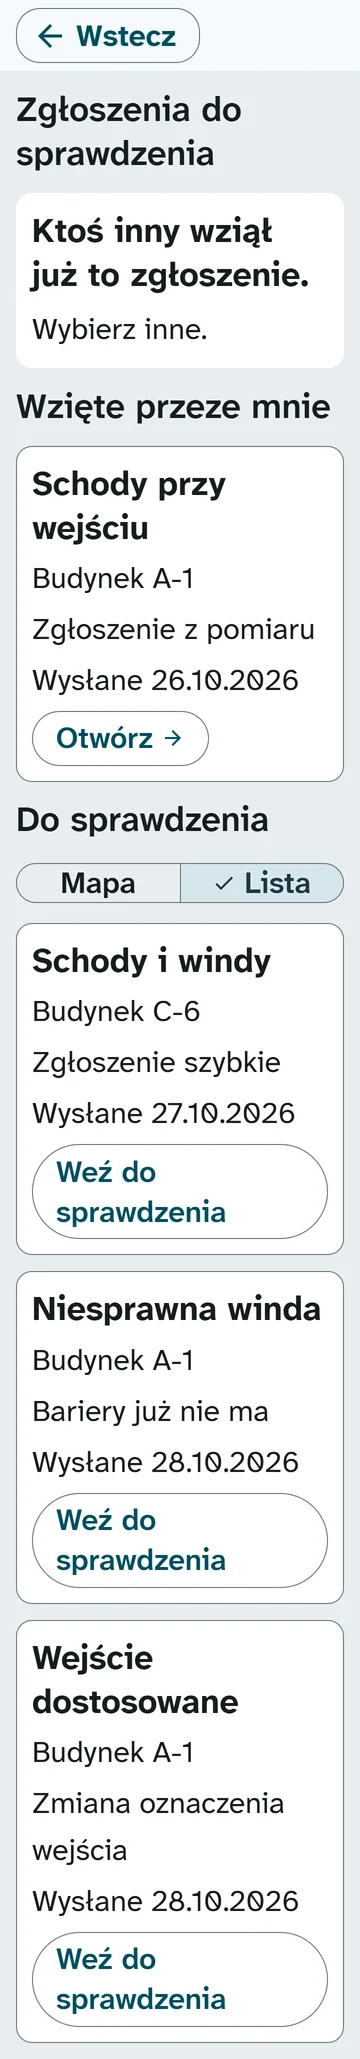 Wstecz
Zgłoszenia do
sprawdzenia
Ktoś inny wziął
już to zgłoszenie.
Wybierz inne.
Wzięte przeze mnie
Schody przy
wejściu
Budynek A-1
Zgłoszenie z pomiaru
Wysłane 26.10.2026
Otwórz
Do sprawdzenia
Mapa
Lista
Schody i windy
Budynek C-6
Zgłoszenie szybkie
Wysłane 27.10.2026
Weź do
sprawdzenia
Niesprawna winda
Budynek A-1
Bariery już nie ma
Wysłane 28.10.2026
Weź do
sprawdzenia
Wejście
dostosowane
Budynek A-1
Zmiana oznaczenia
wejścia
Wysłane 28.10.2026
Weź do
sprawdzenia